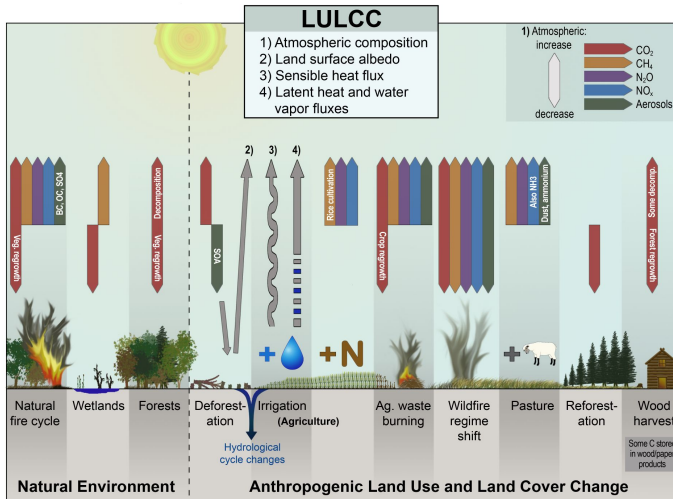 LULCC
1) Atmospheric composition
2) Land surface albedo
3) Sensible heat flux
4) Latent heat and water
vapor fluxes
1) Atmospheric:
increase
decrease
CO₂
CH₄
N₂O
NOₓ
Aerosols
2)
3)
4)
BC, OC, SO4
Veg. regrowth
Decomposition
Veg. regrowth
SOA
Rice cultivation
Crop regrowth
Also NH3
Dust, ammonium
Some decomp.
Forest regrowth
+
+ N
+
Natural
fire cycle
Wetlands
Forests
Deforest-
ation
Irrigation
(Agriculture)
Ag. waste
burning
Wildfire
regime
shift
Pasture
Reforest-
ation
Wood
harvest
Hydrological
cycle changes
Some C stored
in wood/paper
products
Natural Environment
Anthropogenic Land Use and Land Cover Change